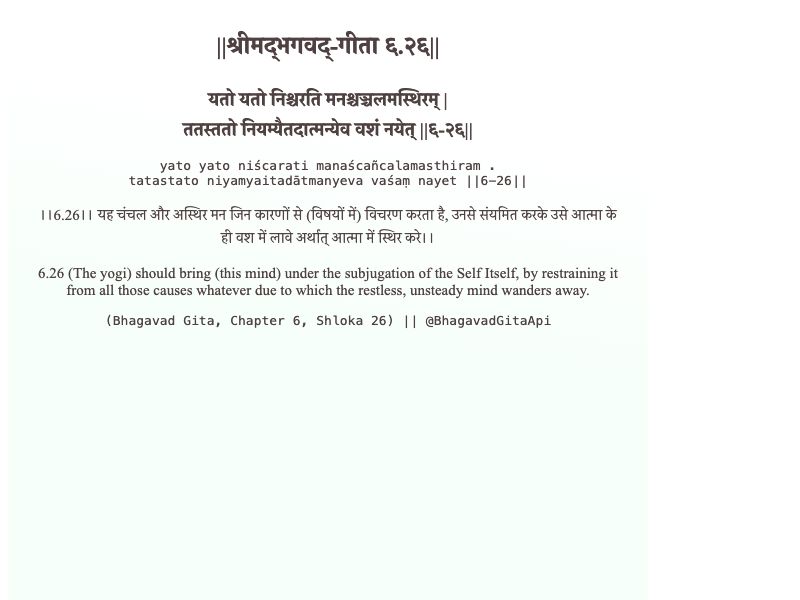 ||श्रीमद्‍भगवद्‍-गीता ६.२६||
यतो यतो निश्चरति मनश्चञ्चलमस्थिरम् |
ततस्ततो नियम्यैतदात्मन्येव वशं नयेत् ||६-२६||
yato yato niścarati manaścañcalamasthiram .
tatastato niyamyaitadātmanyeva vaśaṃ nayet ||6-26||
।।6.26।। यह चंचल और अस्थिर मन जिन कारणों से (विषयों में) विचरण करता है, उनसे संयमित करके उसे आत्मा के
ही वश में लावे अर्थात् आत्मा में स्थिर करे।।
6.26 (The yogi) should bring (this mind) under the subjugation of the Self Itself, by restraining it
from all those causes whatever due to which the restless, unsteady mind wanders away.
(Bhagavad Gita, Chapter 6, Shloka 26) || @BhagavadGitaApi